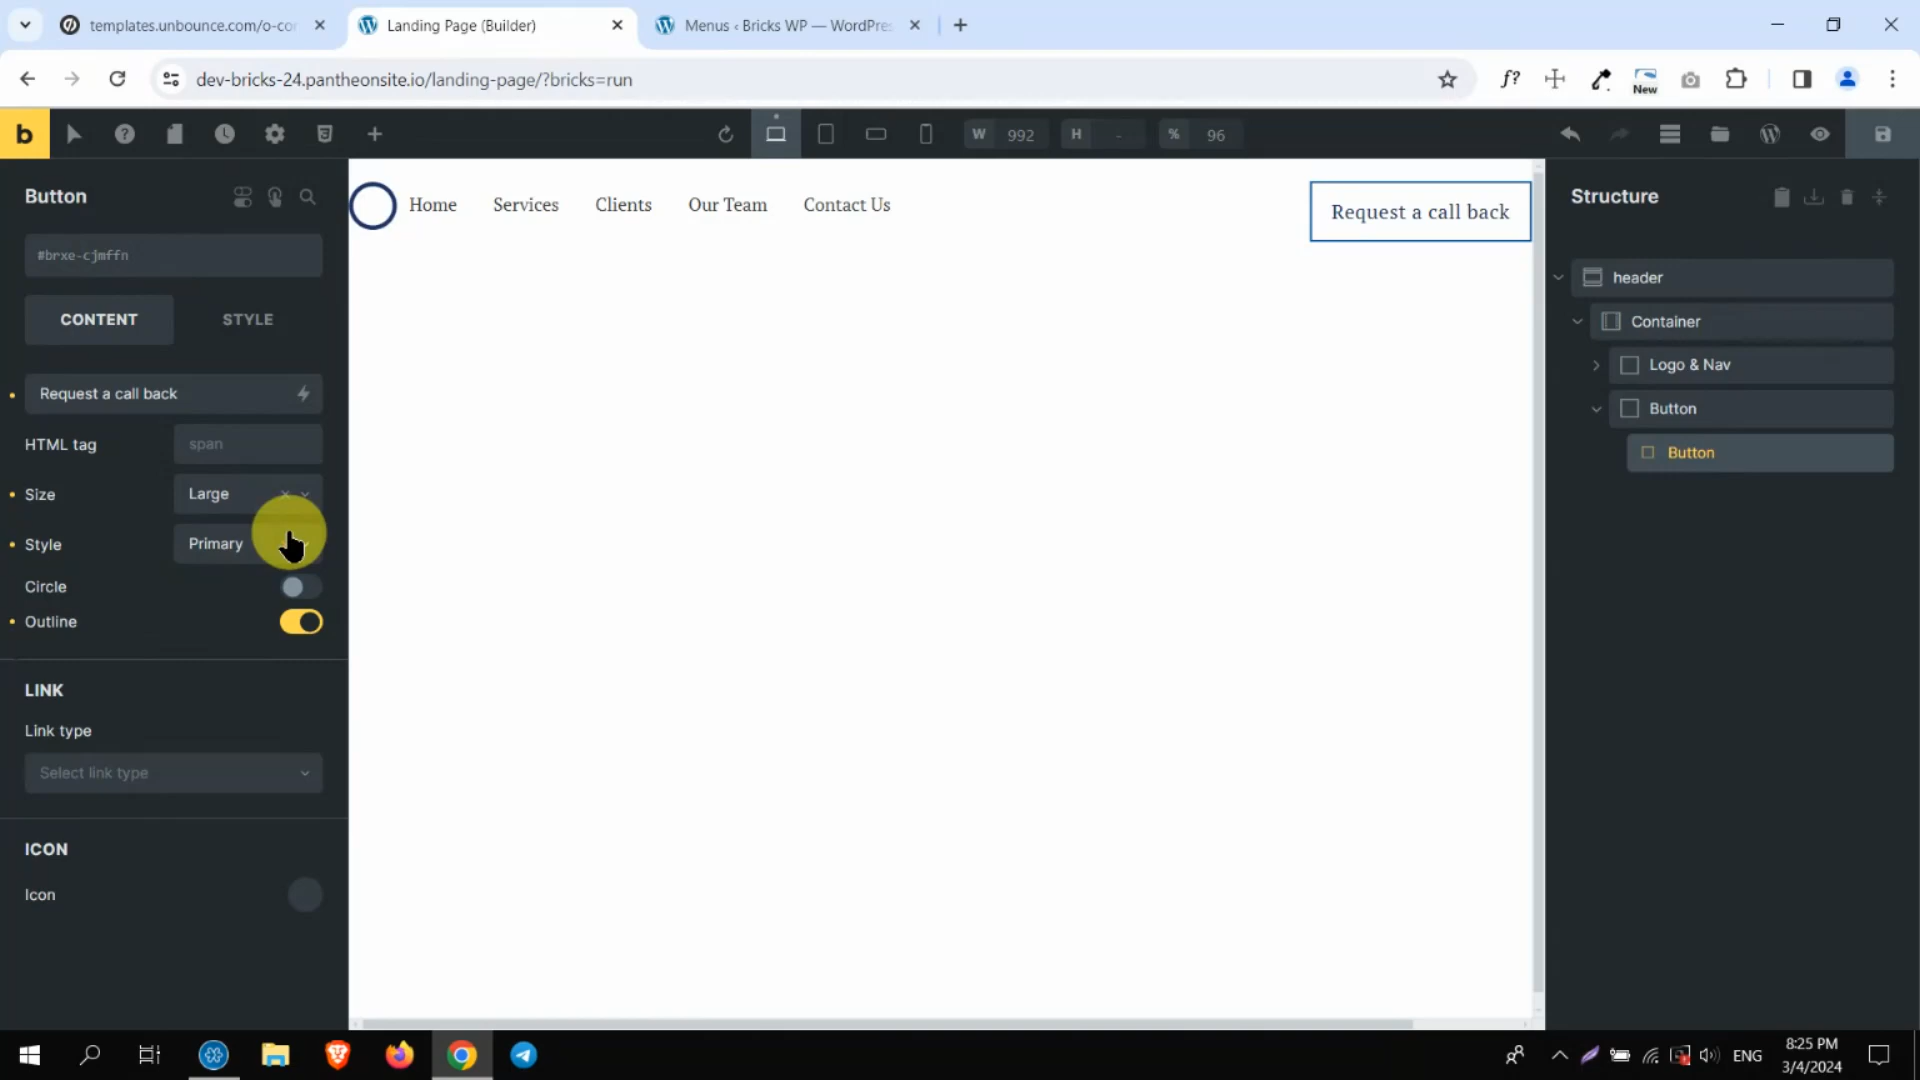 templates.unbounce.com/o-co
Landing Page (Builder)
Menus ‹ Bricks WP — WordPre
dev-bricks-24.pantheonsite.io/landing-page/?bricks=run
f?
New
b
W 992 H - % 96
Button
#brxe-cjmffn
CONTENT
STYLE
Request a call back
HTML tag
span
Size
Large
Style
Primary
Circle
Outline
LINK
Link type
Select link type
ICON
Icon
Home
Services
Clients
Our Team
Contact Us
Request a call back
Structure
header
Container
Logo & Nav
Button
Button
ENG
8:25 PM
3/4/2024